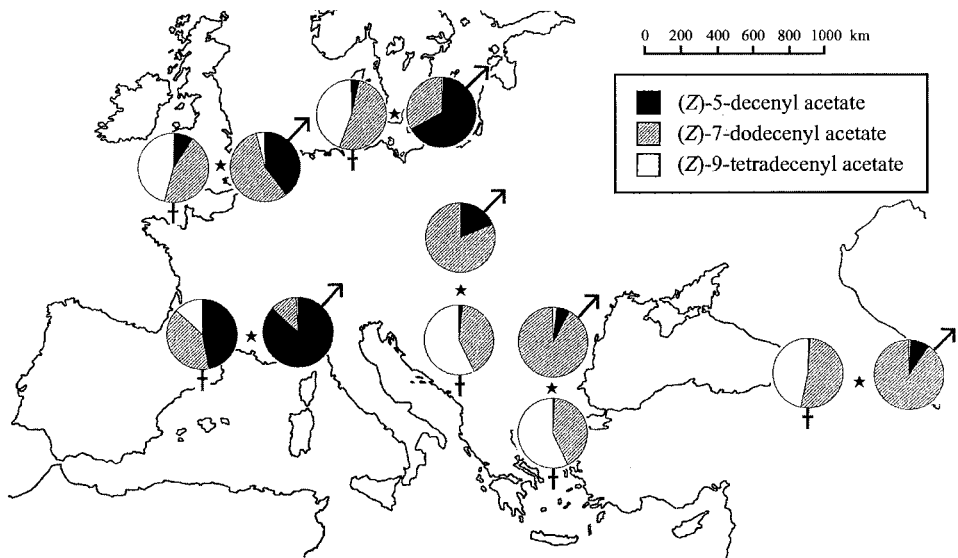 0 200 400 600 800 1000 km
(Z)-5-decenyl acetate
(Z)-7-dodecenyl acetate
(Z)-9-tetradecenyl acetate